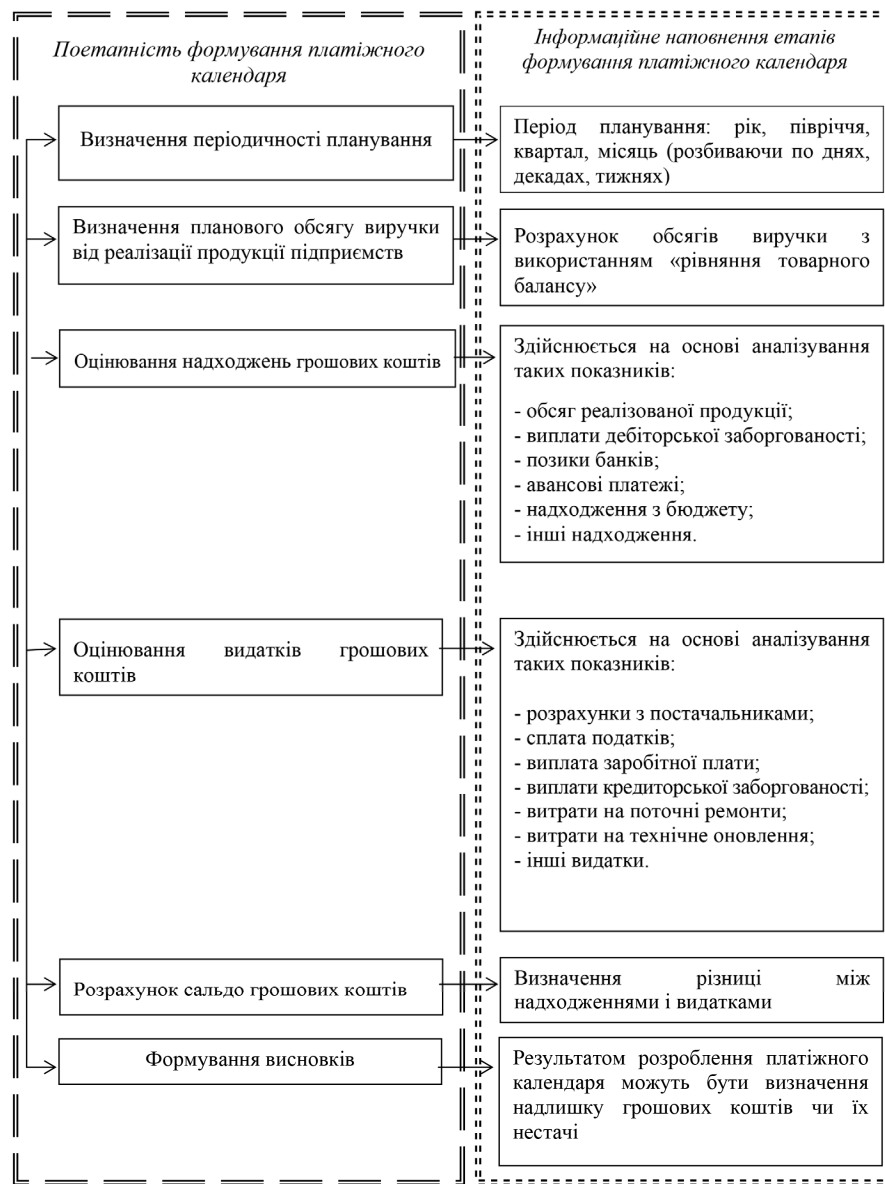 Поетапність формування платіжного
календаря
Інформаційне наповнення етапів
формування платіжного календаря
Визначення періодичності планування
Період планування: рік, півріччя,
квартал, місяць (розбиваючи по днях,
декадах, тижнях)
Визначення планового обсягу виручки
від реалізації продукції підприємств
Розрахунок обсягів виручки з
використанням «рівняння товарного
балансу»
Оцінювання надходжень грошових коштів
Здійснюється на основі аналізування
таких показників:
- обсяг реалізованої продукції;
- виплати дебіторської заборгованості;
- позики банків;
- авансові платежі;
- надходження з бюджету;
- інші надходження.
Оцінювання видатків грошових
коштів
Здійснюється на основі аналізування
таких показників:
- розрахунки з постачальниками;
- сплата податків;
- виплата заробітної плати;
- виплати кредиторської заборгованості;
- витрати на поточні ремонти;
- витрати на технічне оновлення;
- інші видатки.
Розрахунок сальдо грошових коштів
Визначення різниці між
надходженнями і видатками
Формування висновків
Результатом розроблення платіжного
календаря можуть бути визначення
надлишку грошових коштів чи їх
нестачі